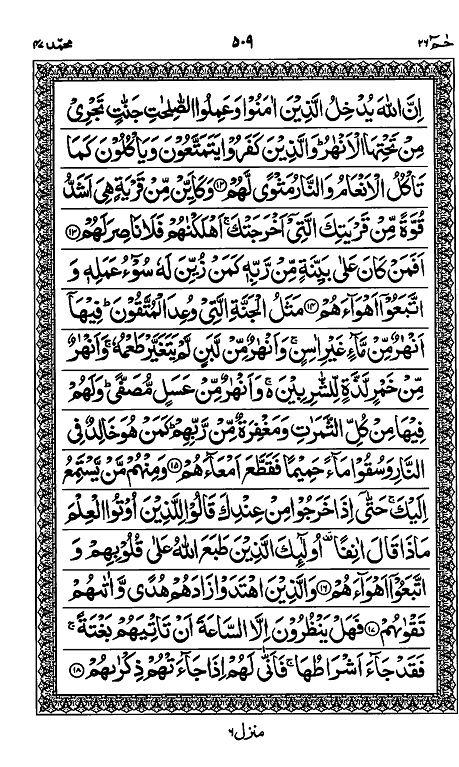 حٰمٓ ٢٦ ٥٠٩ محمد ٤٧
اِنَّ اللّٰهَ يُدْخِلُ الَّذِيْنَ اٰمَنُوْا وَعَمِلُوا الصّٰلِحٰتِ جَنّٰتٍ تَجْرِىْ
مِنْ تَحْتِهَا الْاَنْهٰرُ ؕ وَالَّذِيْنَ كَفَرُوْا يَتَمَتَّعُوْنَ وَيَاْكُلُوْنَ كَمَا
تَاْكُلُ الْاَنْعَامُ وَالنَّارُ مَثْوًى لَّهُمْ ﴿١٢﴾ وَكَاَيِّنْ مِّنْ قَرْيَةٍ هِىَ اَشَدُّ
قُوَّةً مِّنْ قَرْيَتِكَ الَّتِىْۤ اَخْرَجَتْكَ ۚ اَهْلَكْنٰهُمْ فَلَا نَاصِرَ لَهُمْ ﴿١٣﴾
اَفَمَنْ كَانَ عَلٰى بَيِّنَةٍ مِّنْ رَّبِّهٖ كَمَنْ زُيِّنَ لَهٗ سُوْٓءُ عَمَلِهٖ وَ
اتَّبَعُوْۤا اَهْوَآءَهُمْ ﴿١٤﴾ مَثَلُ الْجَنَّةِ الَّتِىْ وُعِدَ الْمُتَّقُوْنَ ؕ فِيْهَاۤ
اَنْهٰرٌ مِّنْ مَّآءٍ غَيْرِ اٰسِنٍ ۚ وَاَنْهٰرٌ مِّنْ لَّبَنٍ لَّمْ يَتَغَيَّرْ طَعْمُهٗ ۚ وَاَنْهٰرٌ
مِّنْ خَمْرٍ لَّذَّةٍ لِّلشّٰرِبِيْنَ ۚ وَاَنْهٰرٌ مِّنْ عَسَلٍ مُّصَفًّى ؕ وَلَهُمْ
فِيْهَا مِنْ كُلِّ الثَّمَرٰتِ وَمَغْفِرَةٌ مِّنْ رَّبِّهِمْ ؕ كَمَنْ هُوَ خَالِدٌ فِى
النَّارِ وَسُقُوْا مَآءً حَمِيْمًا فَقَطَّعَ اَمْعَآءَهُمْ ﴿١٥﴾ وَمِنْهُمْ مَّنْ يَّسْتَمِعُ
اِلَيْكَ ۚ حَتّٰۤى اِذَا خَرَجُوْا مِنْ عِنْدِكَ قَالُوْا لِلَّذِيْنَ اُوْتُوا الْعِلْمَ
مَاذَا قَالَ اٰنِفًا ۫ اُولٰٓئِكَ الَّذِيْنَ طَبَعَ اللّٰهُ عَلٰى قُلُوْبِهِمْ وَ
اتَّبَعُوْۤا اَهْوَآءَهُمْ ﴿١٦﴾ وَالَّذِيْنَ اهْتَدَوْا زَادَهُمْ هُدًى وَّاٰتٰىهُمْ
تَقْوٰىهُمْ ﴿١٧﴾ فَهَلْ يَنْظُرُوْنَ اِلَّا السَّاعَةَ اَنْ تَاْتِيَهُمْ بَغْتَةً ۚ
فَقَدْ جَآءَ اَشْرَاطُهَا ۚ فَاَنّٰى لَهُمْ اِذَا جَآءَتْهُمْ ذِكْرٰىهُمْ ﴿١٨﴾
منزل ٦